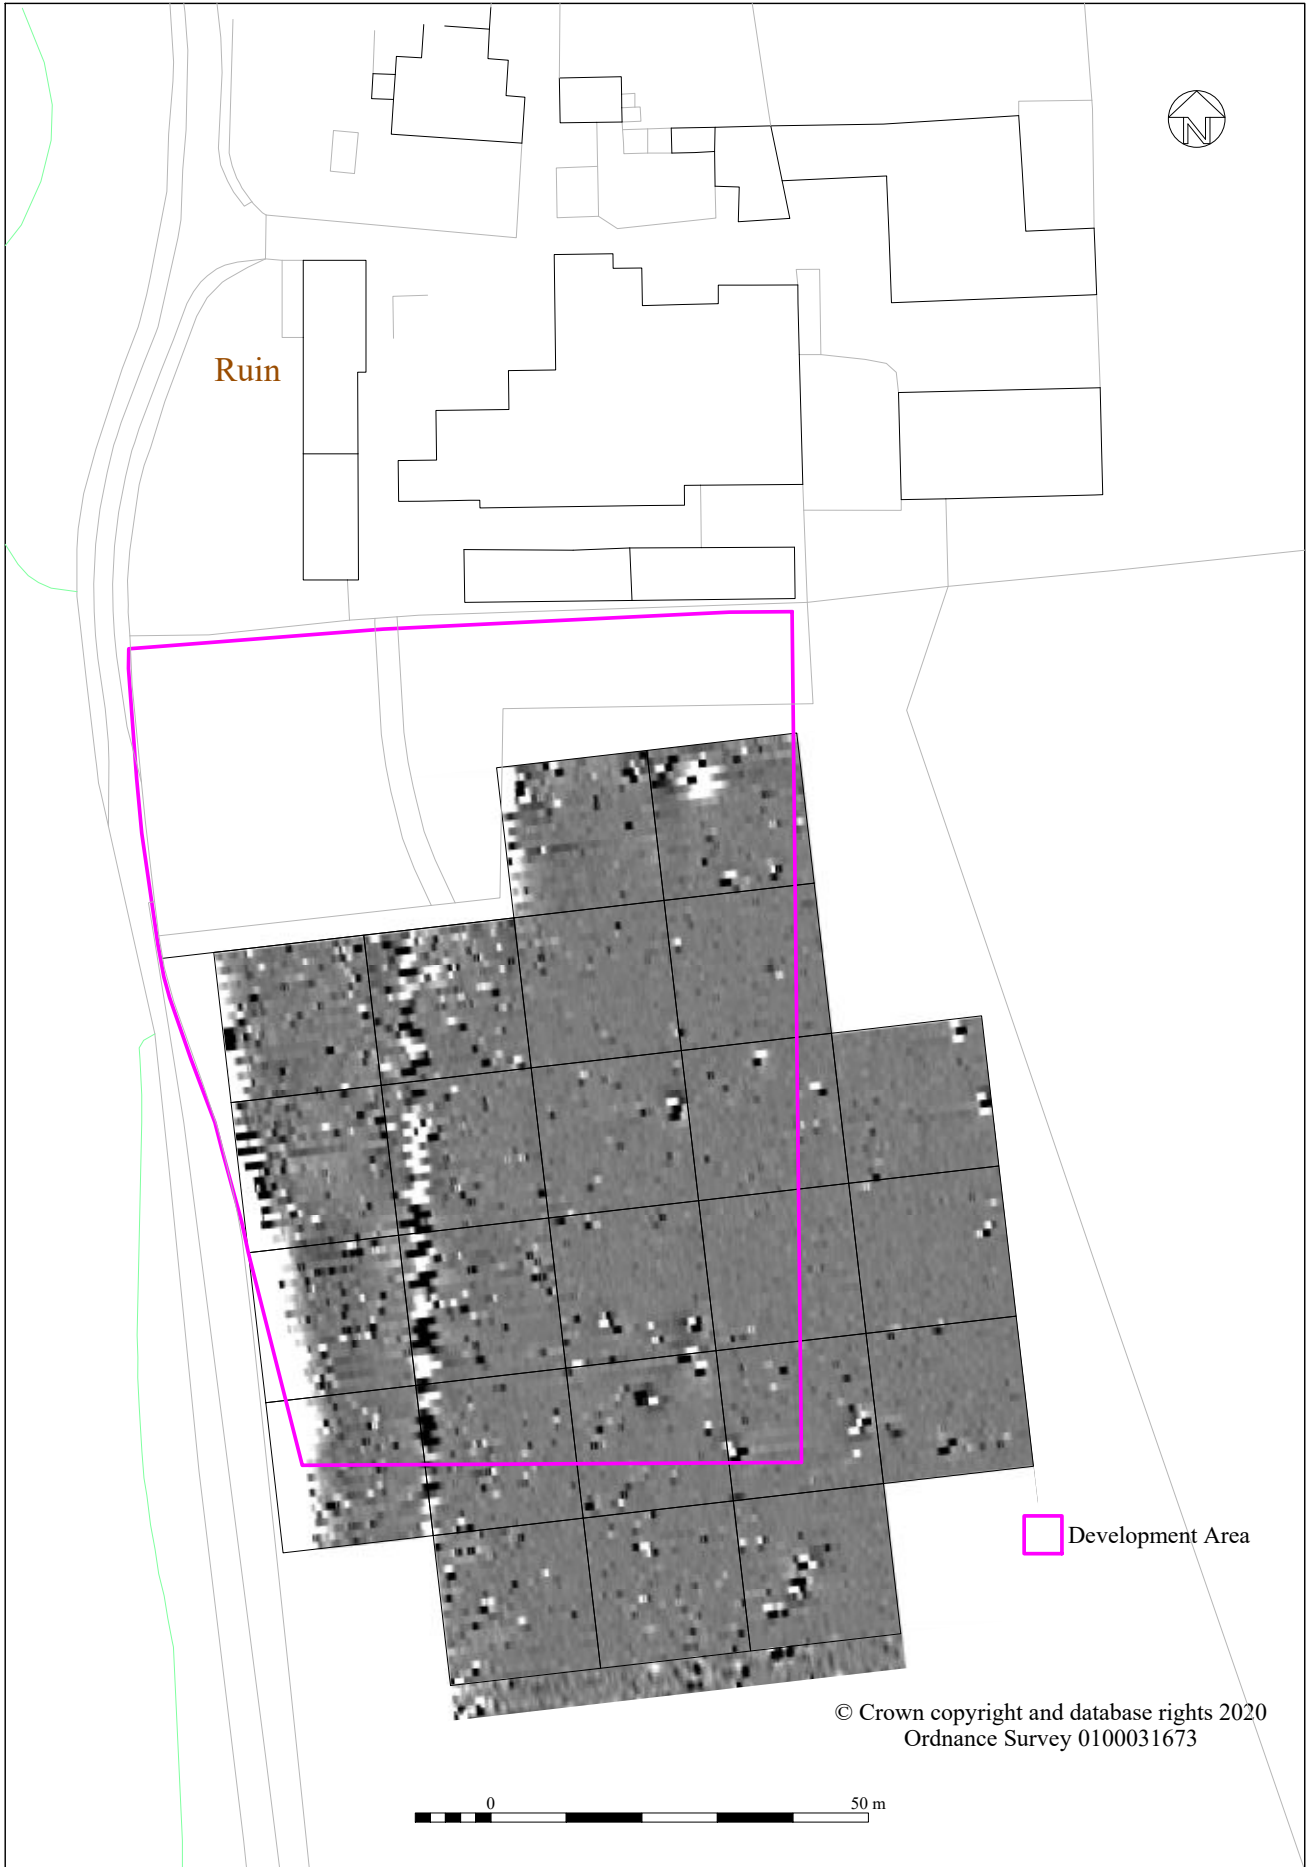 N
Ruin
Development Area
© Crown copyright and database rights 2020
Ordnance Survey 0100031673
0 50 m